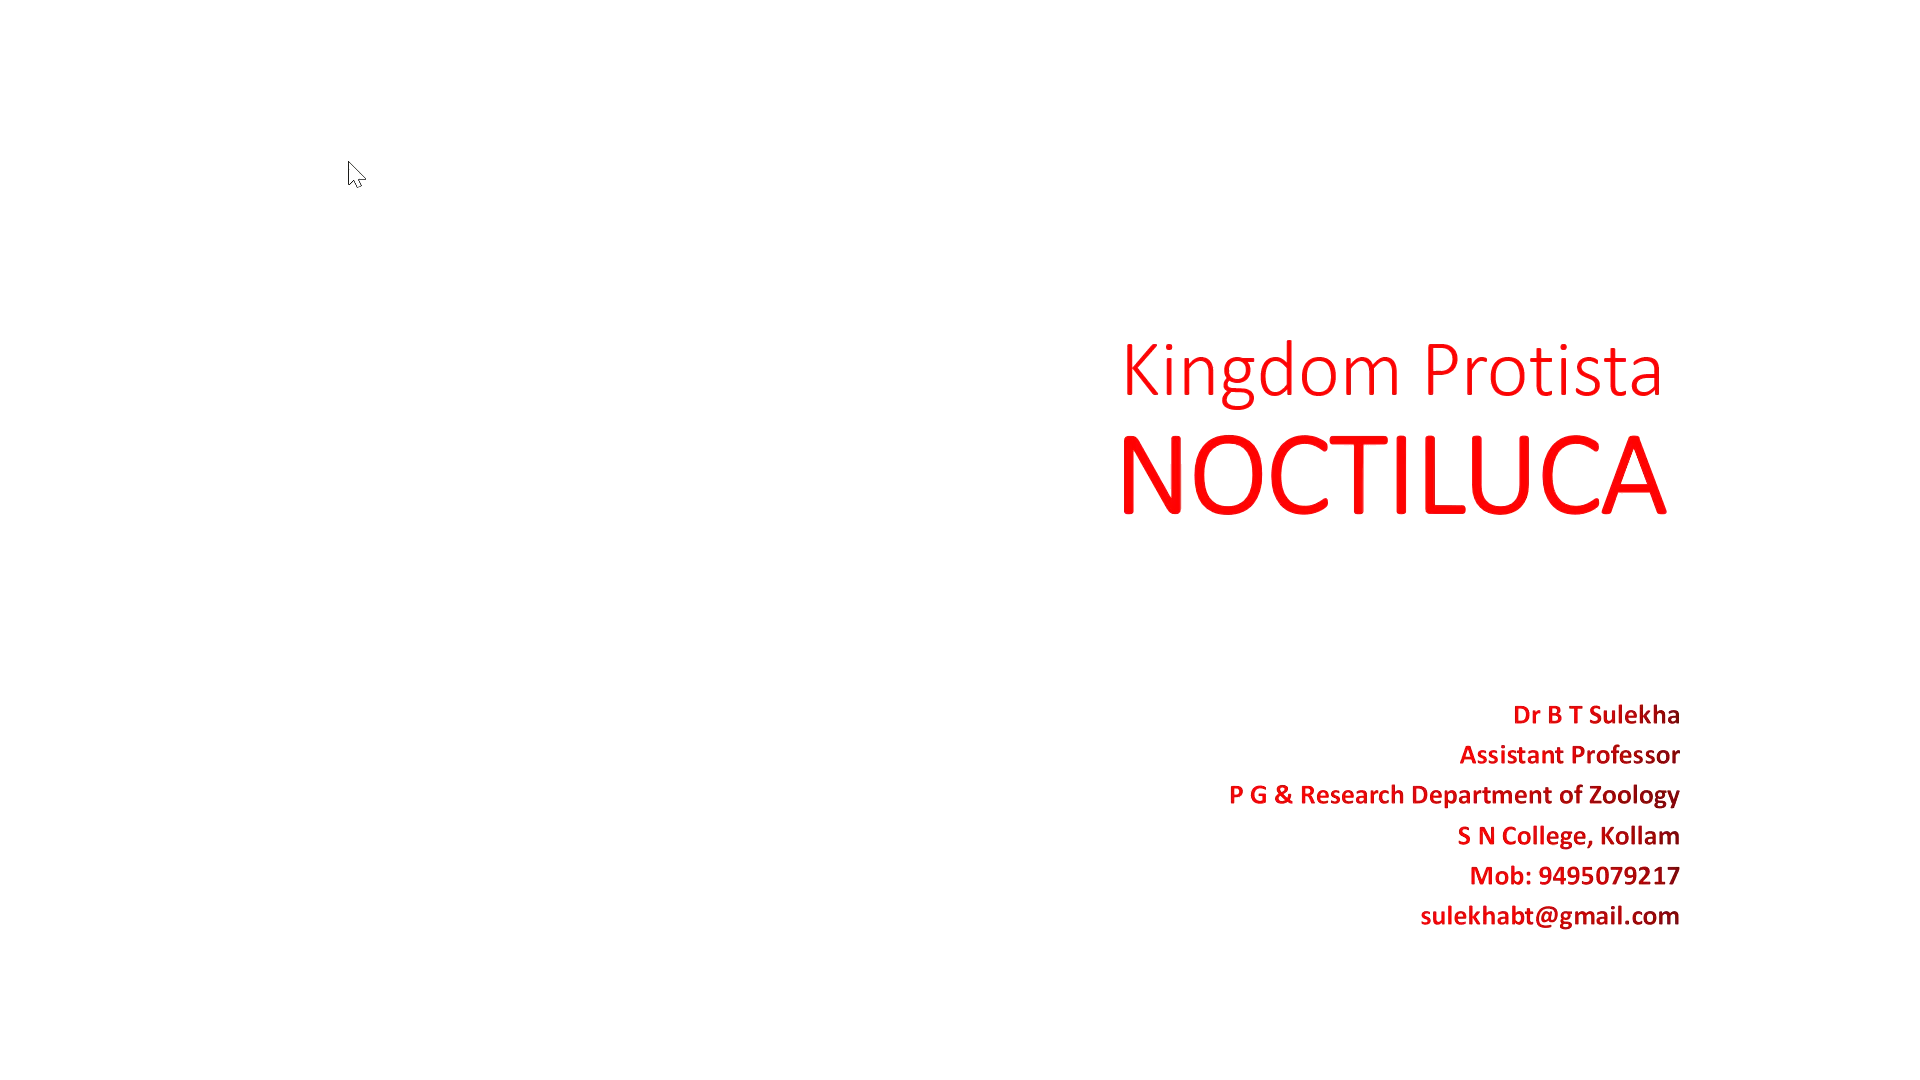 Kingdom Protista
NOCTILUCA
Dr B T Sulekha
Assistant Professor
P G & Research Department of Zoology
S N College, Kollam
Mob: 9495079217
sulekhabt@gmail.com